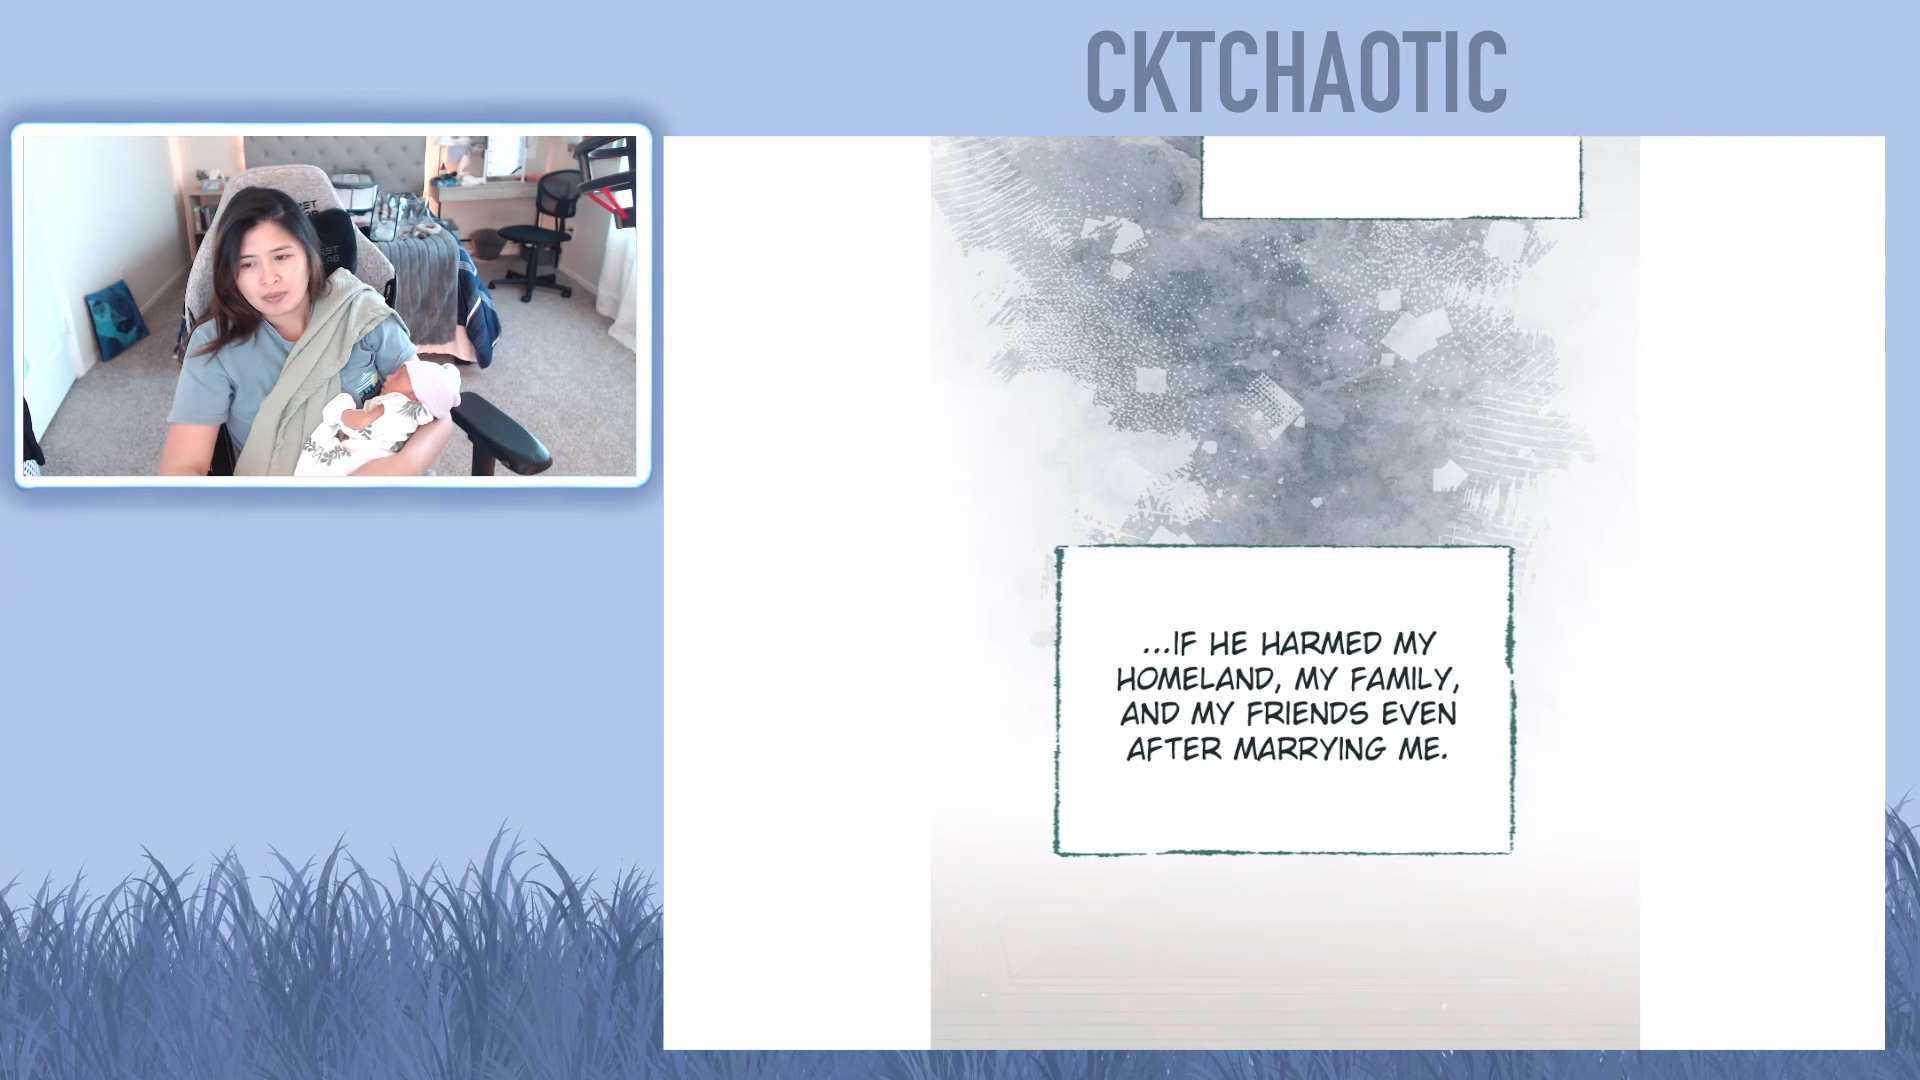 CKTCHAOTIC
...IF HE HARMED MY
HOMELAND, MY FAMILY,
AND MY FRIENDS EVEN
AFTER MARRYING ME.